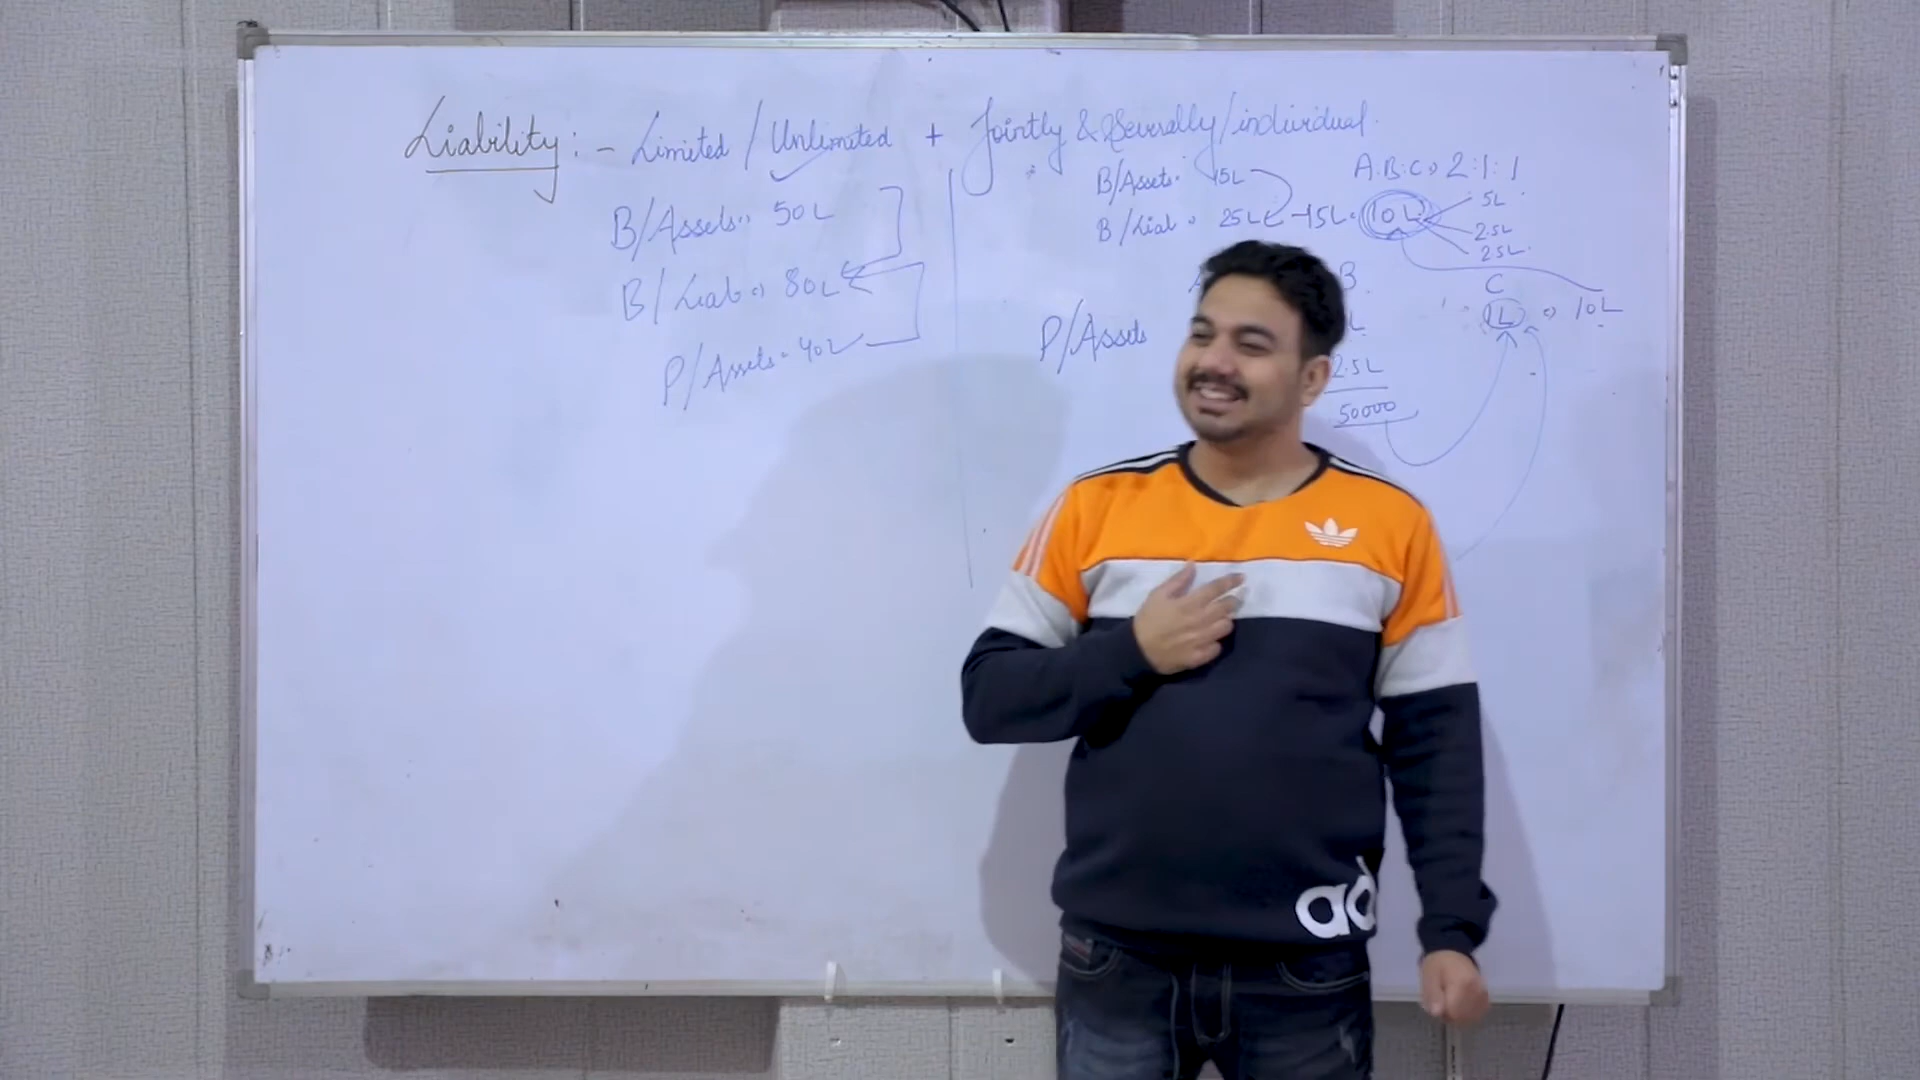 Liability : - Limited / Unlimited + Jointly & Severally / individual.
B/Assets = 50L
B/Liab = 80L
P/Assets = 40L
B/Assets = 15L
B/Liab = 25L - 15L = 10L
A:B:C = 2:1:1
5L
2.5L
2.5L
A B C
P/Assets
L 1L = 10L
2.5L
50000
ad